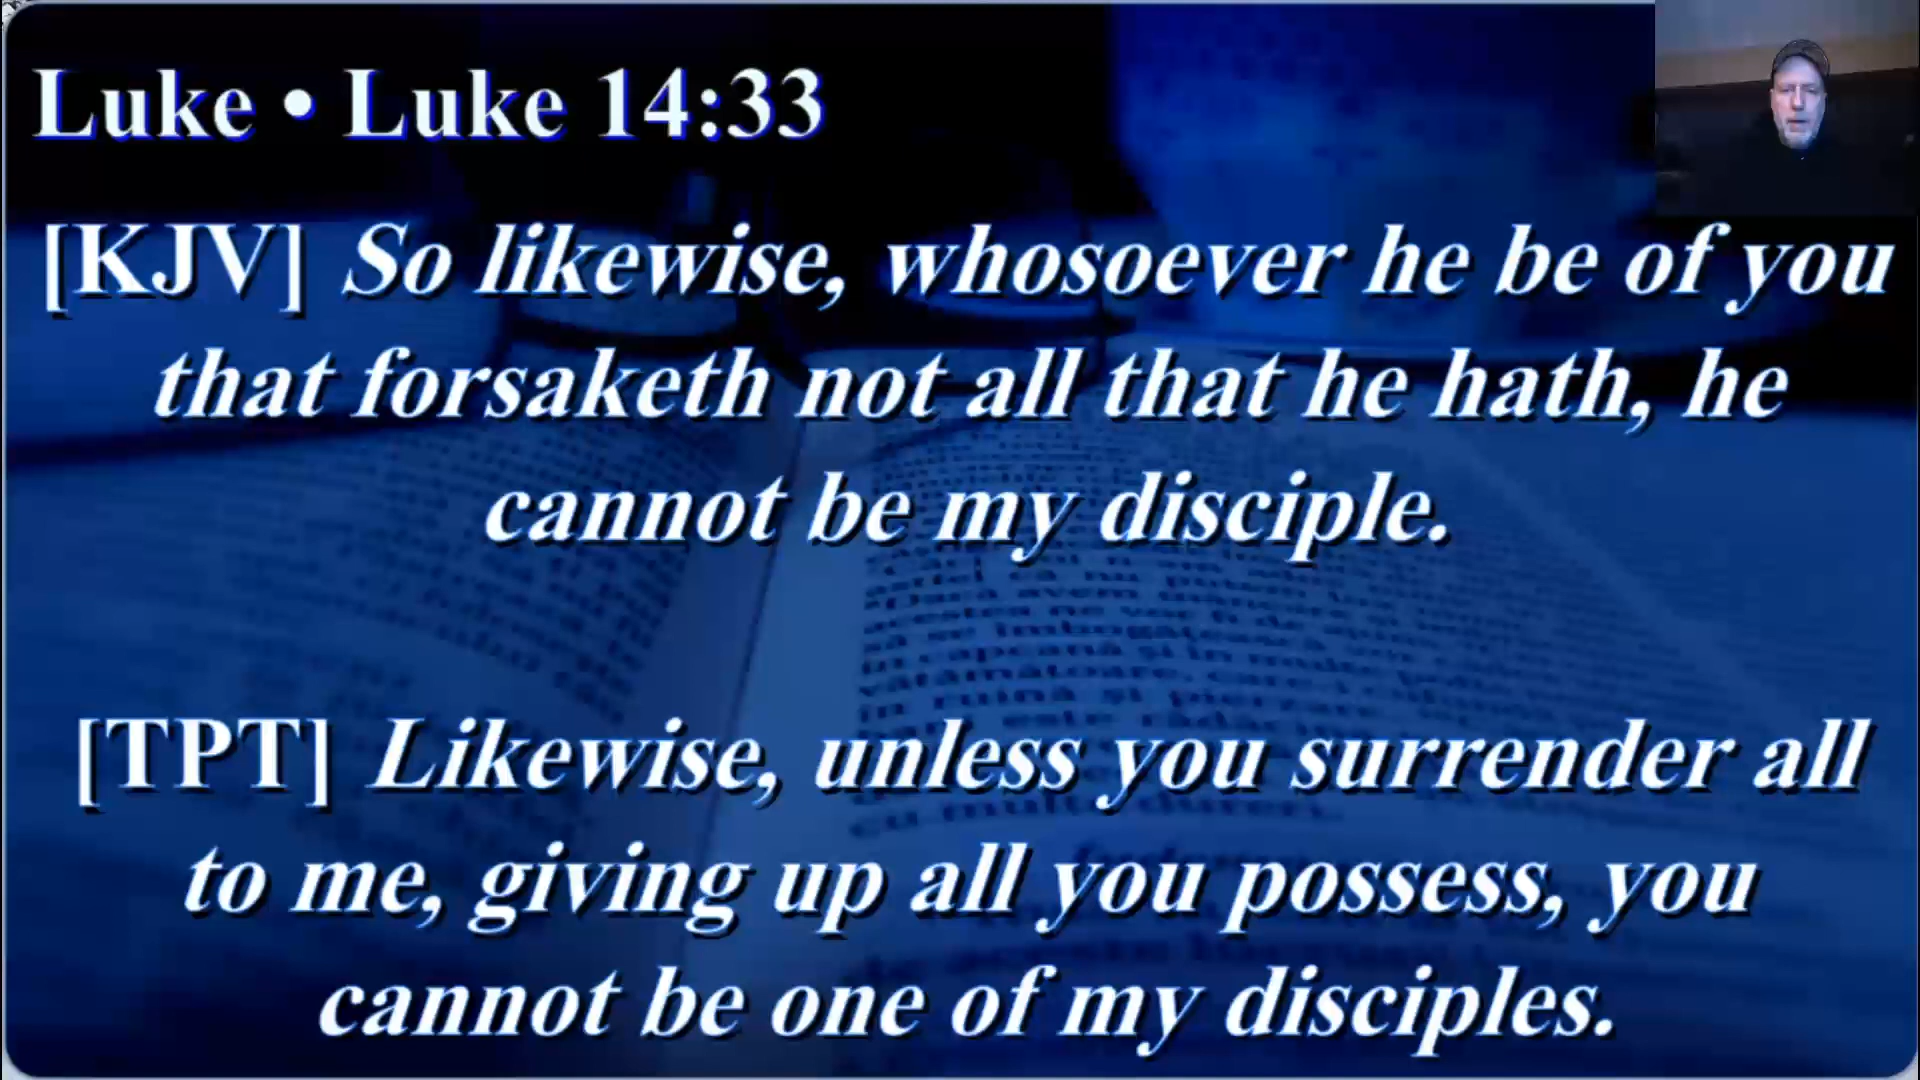 Luke • Luke 14:33
[KJV] So likewise, whosoever he be of you
that forsaketh not all that he hath, he
cannot be my disciple.
[TPT] Likewise, unless you surrender all
to me, giving up all you possess, you
cannot be one of my disciples.